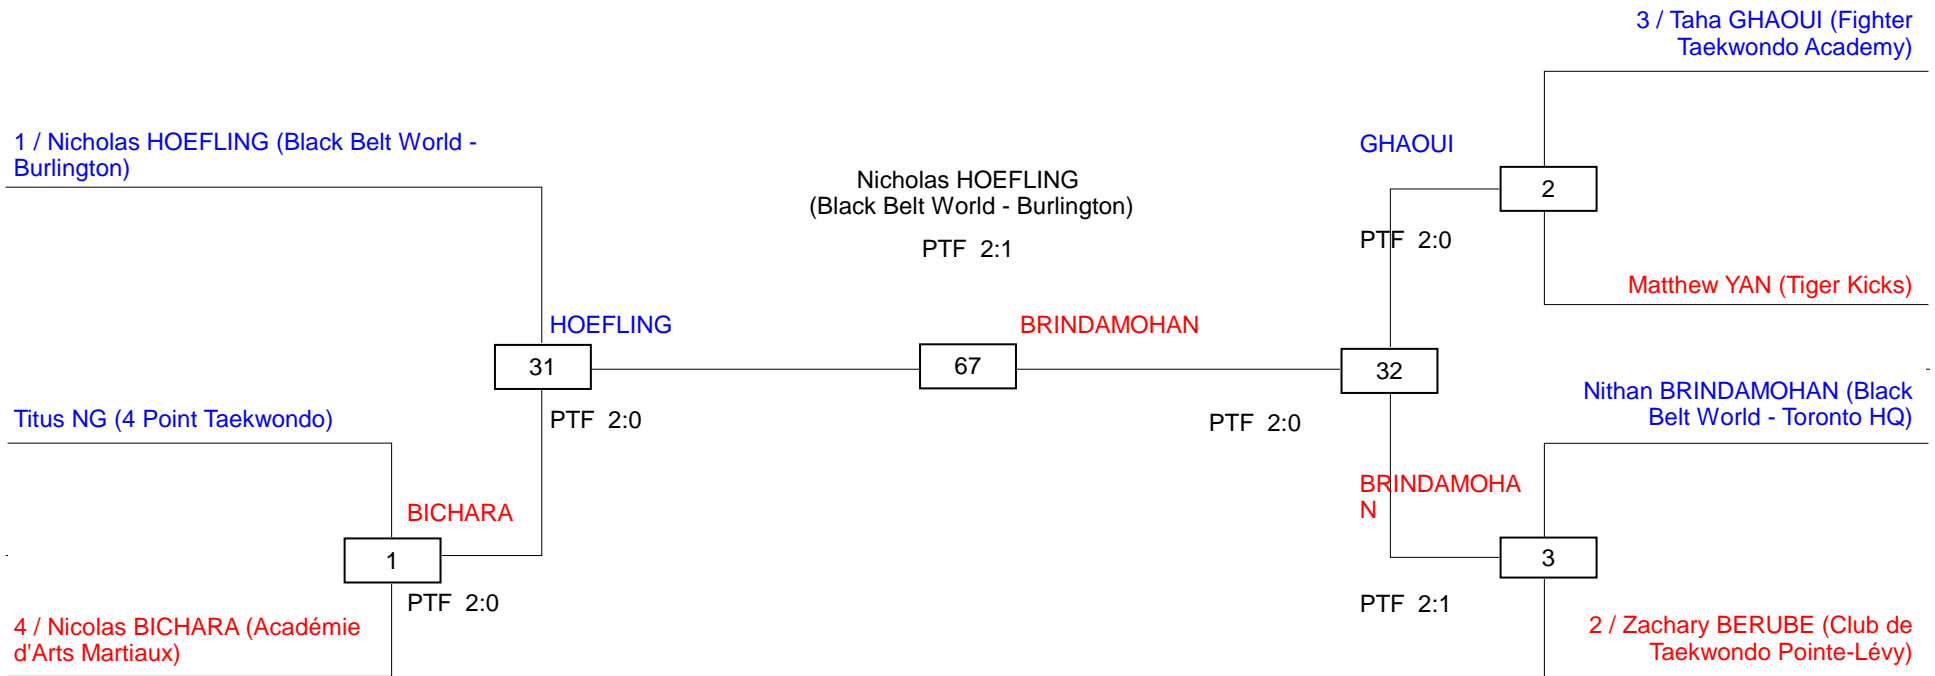 3 / Taha GHAOUI (Fighter
Taekwondo Academy)
1 / Nicholas HOEFLING (Black Belt World -
Burlington)
GHAOUI
Nicholas HOEFLING
(Black Belt World - Burlington)
2
PTF 2:1
PTF 2:0
Matthew YAN (Tiger Kicks)
HOEFLING
BRINDAMOHAN
31
67
32
Nithan BRINDAMOHAN (Black
Belt World - Toronto HQ)
Titus NG (4 Point Taekwondo)
PTF 2:0
PTF 2:0
BICHARA
BRINDAMOHA
N
1
3
PTF 2:0
PTF 2:1
4 / Nicolas BICHARA (Académie
d'Arts Martiaux)
2 / Zachary BERUBE (Club de
Taekwondo Pointe-Lévy)